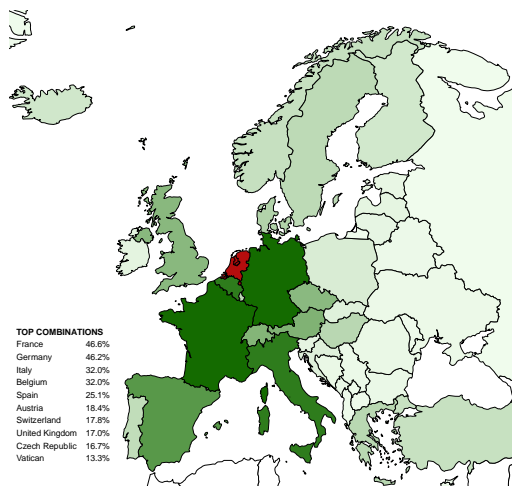 TOP COMBINATIONS
France 46.6%
Germany 46.2%
Italy 32.0%
Belgium 32.0%
Spain 25.1%
Austria 18.4%
Switzerland 17.8%
United Kingdom 17.0%
Czech Republic 16.7%
Vatican 13.3%